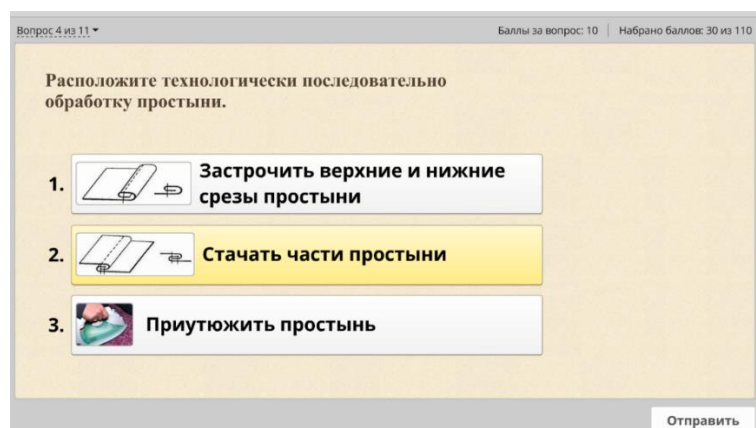 Вопрос 4 из 11
Баллы за вопрос: 10 | Набрано баллов: 30 из 110
Расположите технологически последовательно
обработку простыни.
1. Застрочить верхние и нижние
срезы простыни
2. Стачать части простыни
3. Приутюжить простынь
Отправить